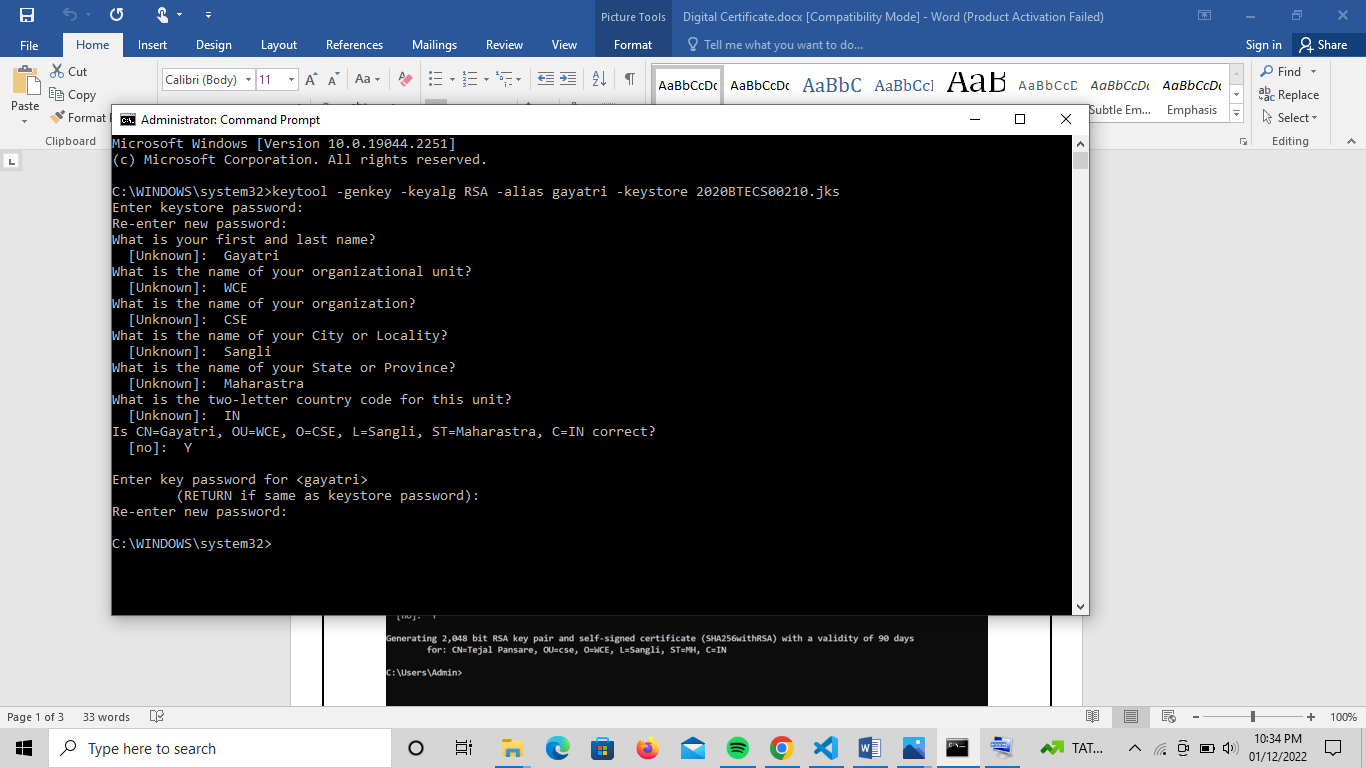 Picture Tools
Digital Certificate.docx [Compatibility Mode] - Word (Product Activation Failed)
File Home Insert Design Layout References Mailings Review View Format Tell me what you want to do... Sign in Share
Cut
Copy
Format
Paste
Clipboard
Calibri (Body) 11
Aa
AaBbCcDc AaBbCcDc AaBbC AaBbCcI AaB AaBbCcD AaBbCcDc AaBbCcDc
Subtle Em... Emphasis
Find
Replace
Select
Editing
Administrator: Command Prompt
Microsoft Windows [Version 10.0.19044.2251]
(c) Microsoft Corporation. All rights reserved.
C:\WINDOWS\system32>keytool -genkey -keyalg RSA -alias gayatri -keystore 2020BTECS00210.jks
Enter keystore password:
Re-enter new password:
What is your first and last name?
[Unknown]:  Gayatri
What is the name of your organizational unit?
[Unknown]:  WCE
What is the name of your organization?
[Unknown]:  CSE
What is the name of your City or Locality?
[Unknown]:  Sangli
What is the name of your State or Province?
[Unknown]:  Maharastra
What is the two-letter country code for this unit?
[Unknown]:  IN
Is CN=Gayatri, OU=WCE, O=CSE, L=Sangli, ST=Maharastra, C=IN correct?
[no]:  Y
Enter key password for <gayatri>
(RETURN if same as keystore password):
Re-enter new password:
C:\WINDOWS\system32>
[no]:  Y
Generating 2,048 bit RSA key pair and self-signed certificate (SHA256withRSA) with a validity of 90 days
for: CN=Tejal Pansare, OU=cse, O=WCE, L=Sangli, ST=MH, C=IN
C:\Users\Admin>
Page 1 of 3 33 words 100%
Type here to search
TAT...
10:34 PM
01/12/2022